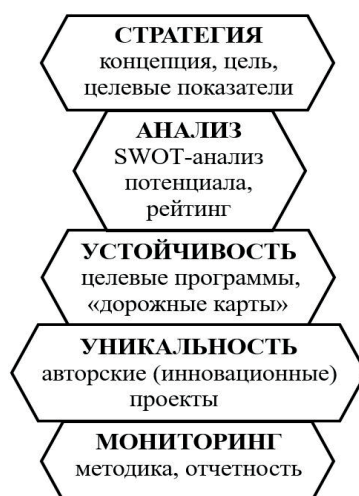 СТРАТЕГИЯ
концепция, цель,
целевые показатели
АНАЛИЗ
SWOT-анализ
потенциала,
рейтинг
УСТОЙЧИВОСТЬ
целевые программы,
«дорожные карты»
УНИКАЛЬНОСТЬ
авторские (инновационные)
проекты
МОНИТОРИНГ
методика, отчетность